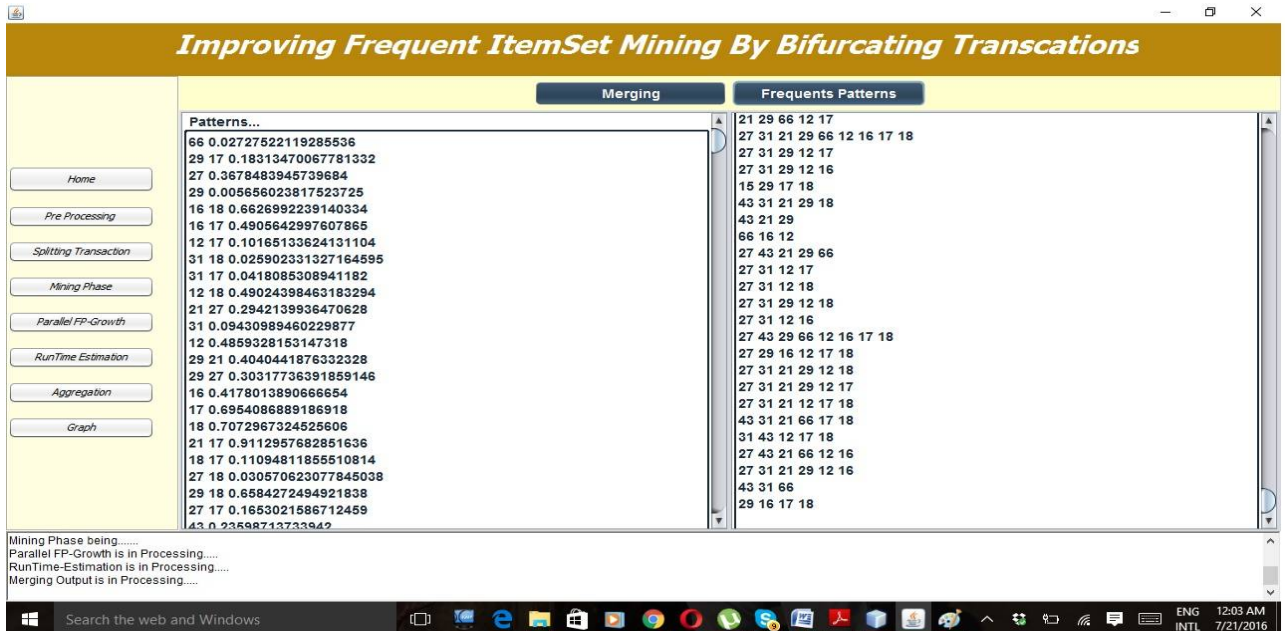 Improving Frequent ItemSet Mining By Bifurcating Transcations
Merging
Frequents Patterns
Home
Pre Processing
Splitting Transaction
Mining Phase
Parallel FP-Growth
RunTime Estimation
Aggregation
Graph
Patterns...
66 0.02727522119285536
29 17 0.18313470067781332
27 0.3678483945739684
29 0.005656023817523725
16 18 0.6626992239140334
16 17 0.4905642997607865
12 17 0.10165133624131104
31 18 0.025902331327164595
31 17 0.0418085308941182
12 18 0.49024398463183294
21 27 0.2942139936470628
31 0.09430989460229877
12 0.4859328153147318
29 21 0.4040441876332328
29 27 0.30317736391859146
16 0.4178013890666654
17 0.6954086889186918
18 0.7072967324525606
21 17 0.9112957682851636
18 17 0.11094811855510814
27 18 0.030570623077845038
29 18 0.6584272494921838
27 17 0.1653021586712459
43 0.23598713733942
21 29 66 12 17
27 31 21 29 66 12 16 17 18
27 31 29 12 17
27 31 29 12 16
15 29 17 18
43 31 21 29 18
43 21 29
66 16 12
27 43 21 29 66
27 31 12 17
27 31 12 18
27 31 29 12 18
27 31 12 16
27 43 29 66 12 16 17 18
27 29 16 12 17 18
27 31 21 29 12 18
27 31 21 29 12 17
27 31 21 12 17 18
43 31 21 66 17 18
31 43 12 17 18
27 43 21 66 12 16
27 31 21 29 12 16
43 31 66
29 16 17 18
Mining Phase being.......
Parallel FP-Growth is in Processing.....
RunTime-Estimation is in Processing.....
Merging Output is in Processing.....
Search the web and Windows
ENG
INTL
12:03 AM
7/21/2016